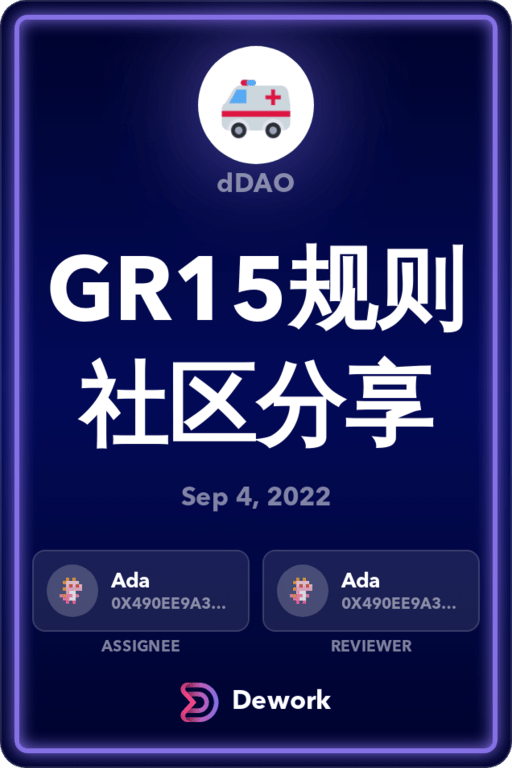 dDAO
GR15规则
社区分享
Sep 4, 2022
Ada
0X490EE9A3...
ASSIGNEE
Ada
0X490EE9A3...
REVIEWER
Dework